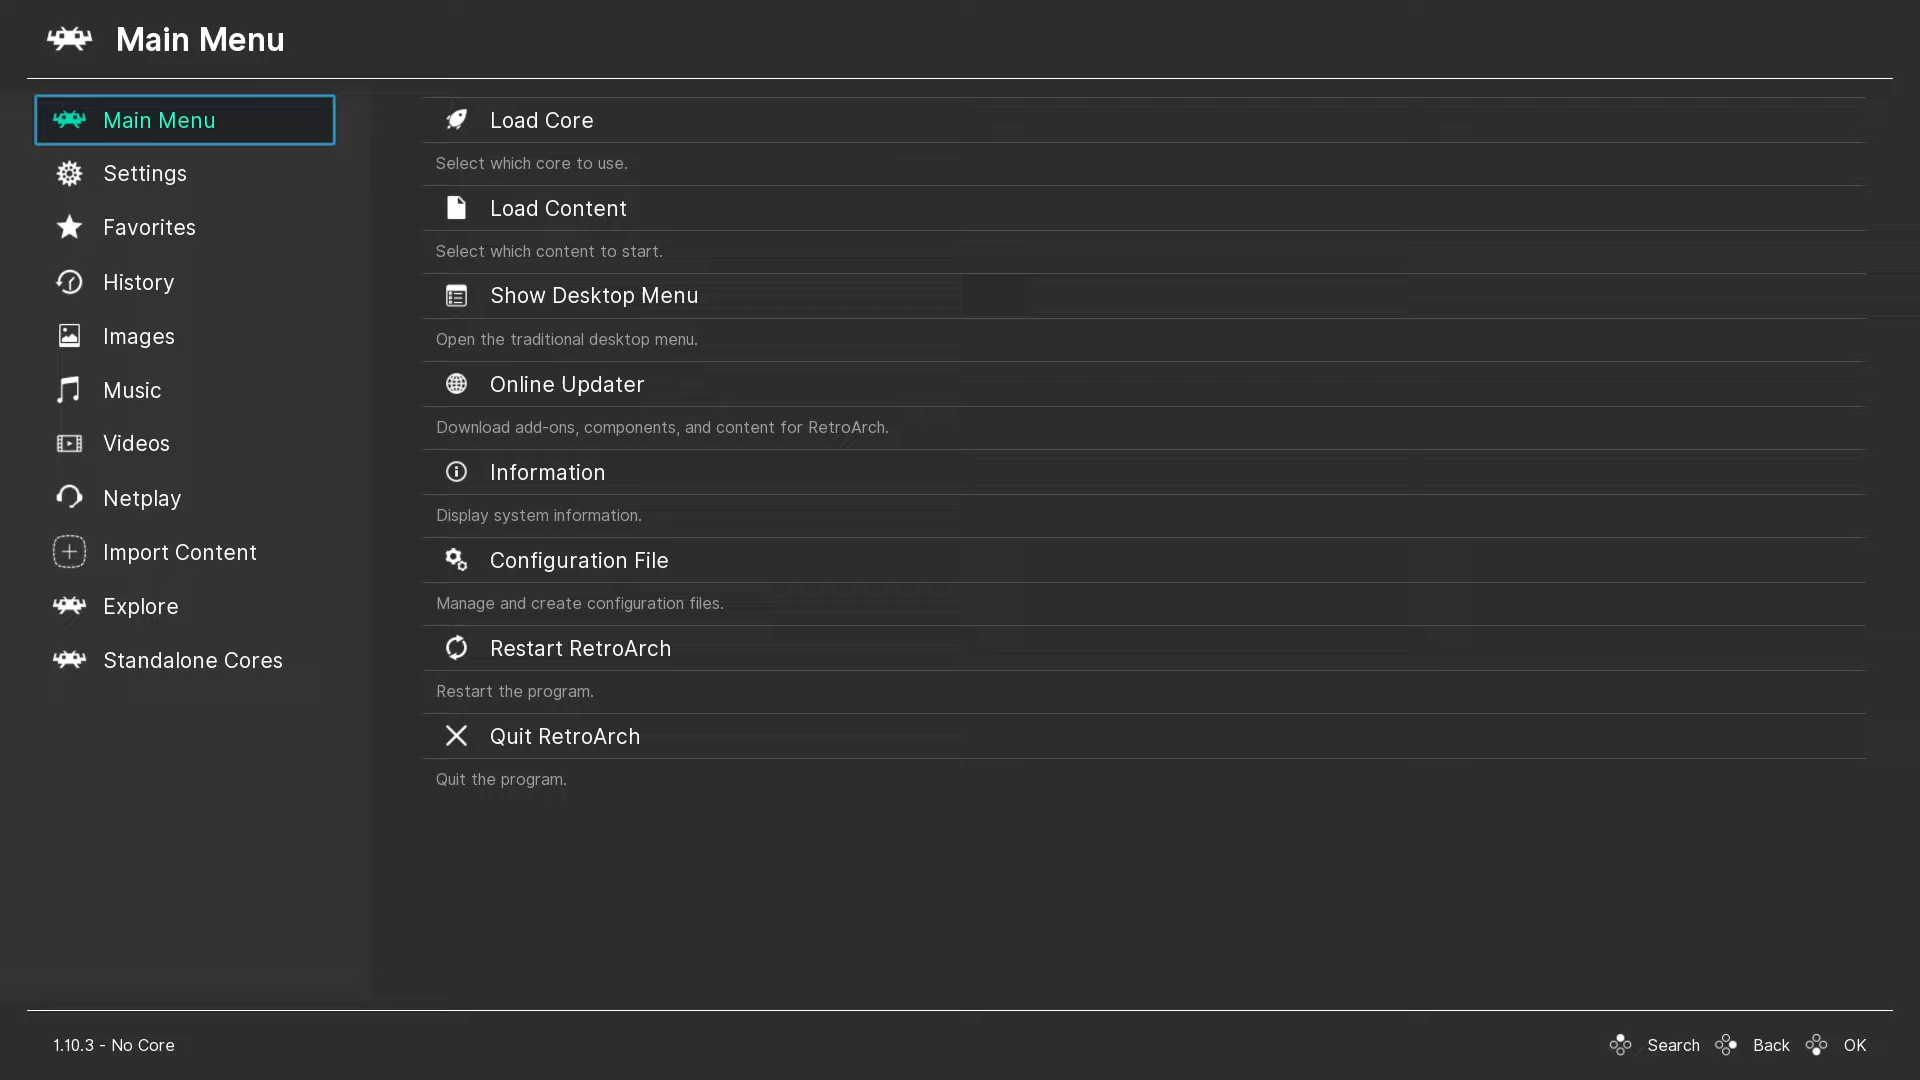 Main Menu
Main Menu
Settings
Favorites
History
Images
Music
Videos
Netplay
Import Content
Explore
Standalone Cores
Load Core
Select which core to use.
Load Content
Select which content to start.
Show Desktop Menu
Open the traditional desktop menu.
Online Updater
Download add-ons, components, and content for RetroArch.
Information
Display system information.
Configuration File
Manage and create configuration files.
Restart RetroArch
Restart the program.
Quit RetroArch
Quit the program.
1.10.3 - No Core
Search Back OK